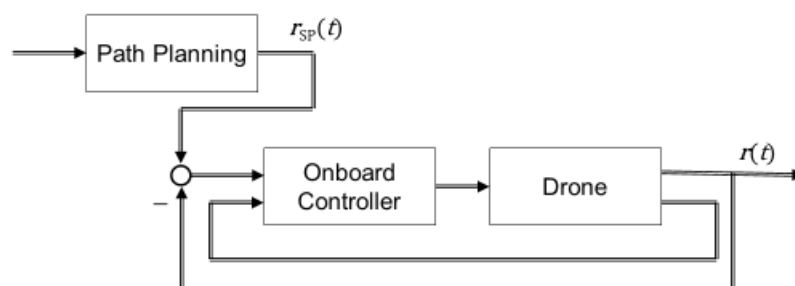 r_SP(t)
Path Planning
r(t)
Onboard
Controller
Drone
−